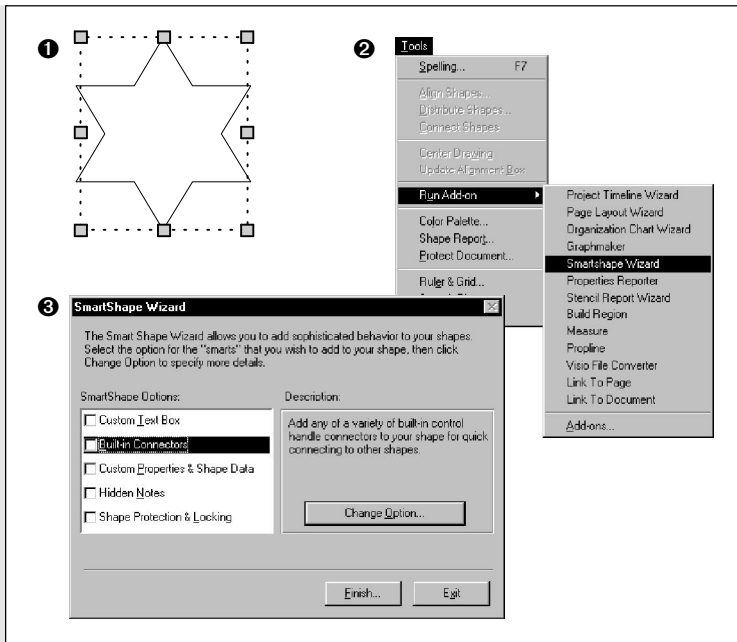 ❶
❷
Tools
Spelling... F7
Align Shapes...
Distribute Shapes...
Connect Shapes
Center Drawing
Update Alignment Box
Run Add-on
Color Palette...
Shape Report...
Protect Document...
Ruler & Grid...
Project Timeline Wizard
Page Layout Wizard
Organization Chart Wizard
Graphmaker
Smartshape Wizard
Properties Reporter
Stencil Report Wizard
Build Region
Measure
Propline
Visio File Converter
Link To Page
Link To Document
Add-ons...
❸
SmartShape Wizard
The Smart Shape Wizard allows you to add sophisticated behavior to your shapes.
Select the option for the "smarts" that you wish to add to your shape, then click
Change Option to specify more details.
SmartShape Options:
Custom Text Box
Built-in Connectors
Custom Properties & Shape Data
Hidden Notes
Shape Protection & Locking
Description:
Add any of a variety of built-in control
handle connectors to your shape for quick
connecting to other shapes.
Change Option...
Finish...
Exit